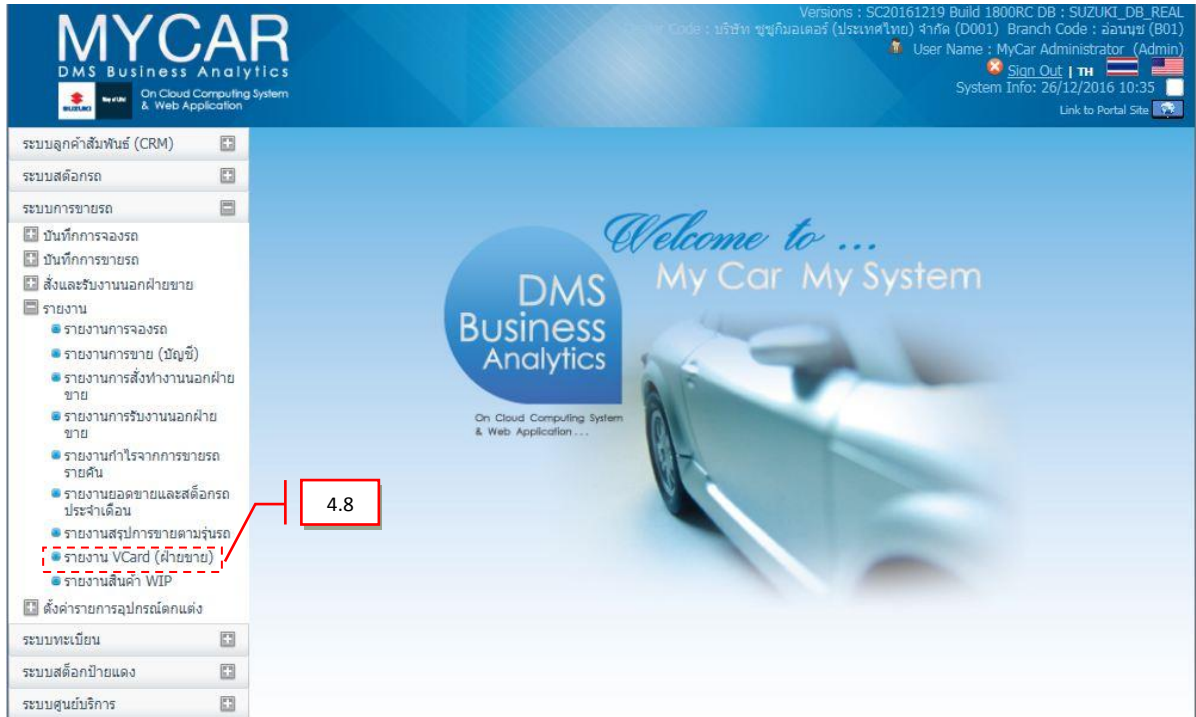 MYCAR
DMS Business Analytics
SUZUKI Way of Life!
On Cloud Computing System
& Web Application
Versions : SC20161219 Build 1800RC DB : SUZUKI_DB_REAL
Code : บริษัท ซูซูกิมอเตอร์ (ประเทศไทย) จำกัด (D001) Branch Code : อ่อนนุช (B01)
User Name : MyCar Administrator (Admin)
Sign Out | TH
System Info: 26/12/2016 10:35
Link to Portal Site
ระบบลูกค้าสัมพันธ์ (CRM)
ระบบสต๊อกรถ
ระบบการขายรถ
บันทึกการจองรถ
บันทึกการขายรถ
สั่งและรับงานนอกฝ่ายขาย
รายงาน
รายงานการจองรถ
รายงานการขาย (บัญชี)
รายงานการสั่งทำงานนอกฝ่าย
ขาย
รายงานการรับงานนอกฝ่าย
ขาย
รายงานกำไรจากการขายรถ
รายคัน
รายงานยอดขายและสต็อกรถ
ประจำเดือน
รายงานสรุปการขายตามรุ่นรถ
รายงาน VCard (ฝ่ายขาย)
รายงานสินค้า WIP
ตั้งค่ารายการอุปกรณ์ตกแต่ง
ระบบทะเบียน
ระบบสต็อกป้ายแดง
ระบบศูนย์บริการ
4.8
Welcome to ...
My Car My System
DMS
Business
Analytics
On Cloud Computing System
& Web Application . . .